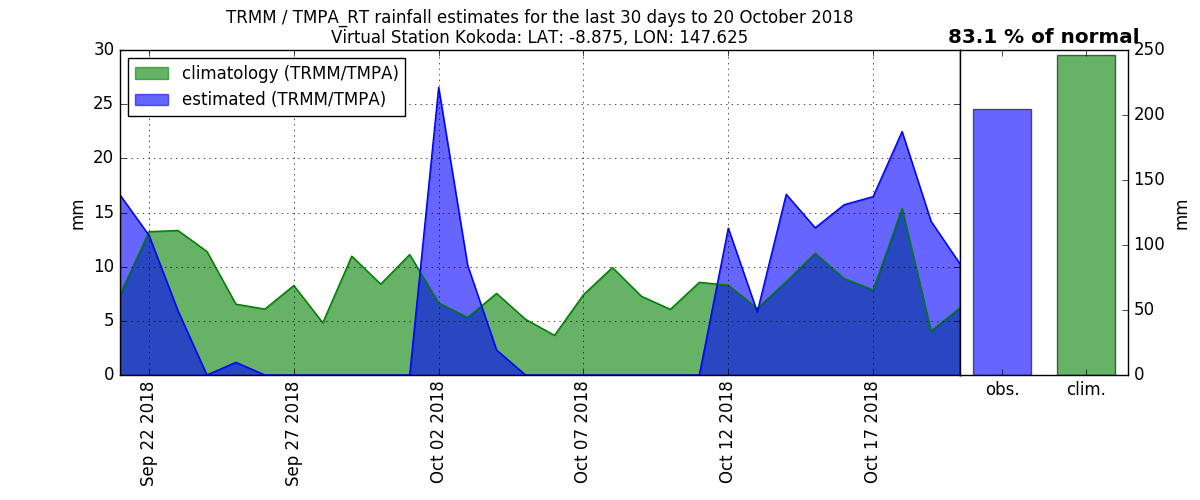 TRMM / TMPA_RT rainfall estimates for the last 30 days to 20 October 2018
Virtual Station Kokoda: LAT: -8.875, LON: 147.625
83.1 % of normal
climatology (TRMM/TMPA)
estimated (TRMM/TMPA)
mm
30
25
20
15
10
5
0
Sep 22 2018
Sep 27 2018
Oct 02 2018
Oct 07 2018
Oct 12 2018
Oct 17 2018
obs.
clim.
250
200
150
100
50
0
mm